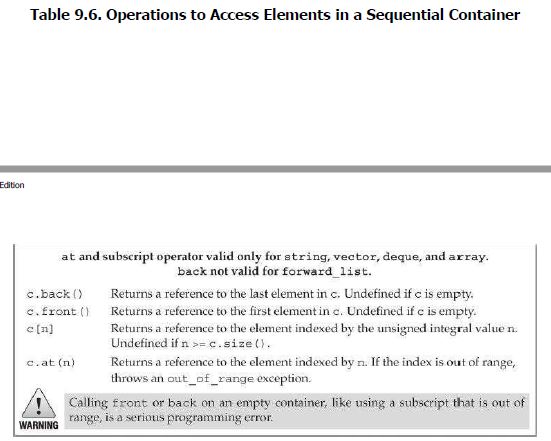 Table 9.6. Operations to Access Elements in a Sequential Container
Edition
at and subscript operator valid only for string, vector, deque, and array.
back not valid for forward_list.
c.back() Returns a reference to the last element in c. Undefined if c is empty.
c.front() Returns a reference to the first element in c. Undefined if c is empty.
c[n] Returns a reference to the element indexed by the unsigned integral value n.
Undefined if n >= c.size().
c.at(n) Returns a reference to the element indexed by n. If the index is out of range,
throws an out_of_range exception.
Calling front or back on an empty container, like using a subscript that is out of
WARNING range, is a serious programming error.